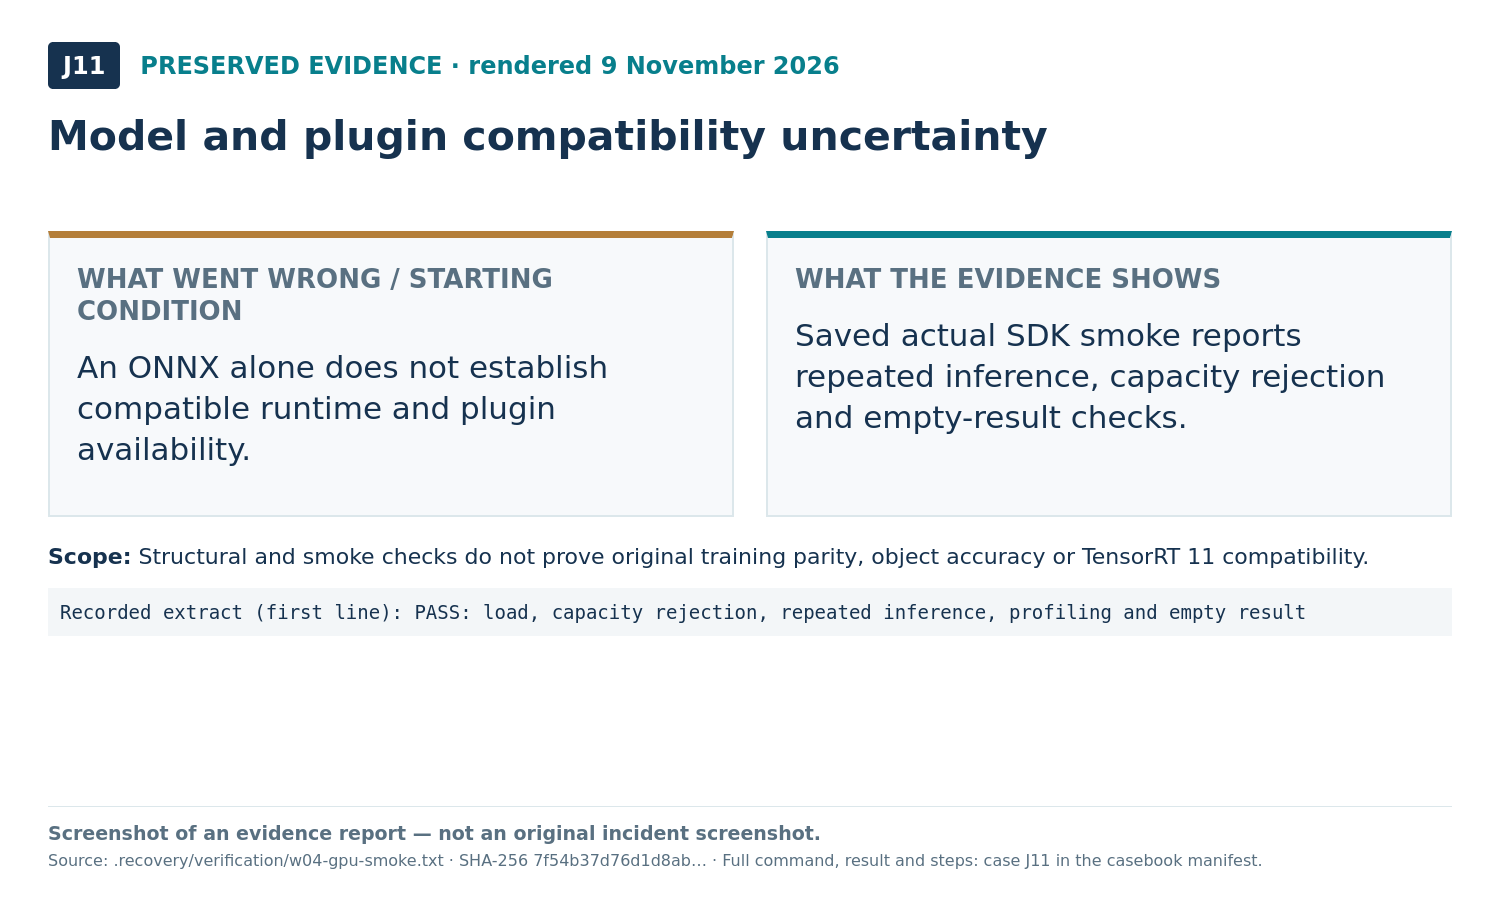 J11
PRESERVED EVIDENCE · rendered 9 November 2026
Model and plugin compatibility uncertainty
WHAT WENT WRONG / STARTING
CONDITION
An ONNX alone does not establish
compatible runtime and plugin
availability.
WHAT THE EVIDENCE SHOWS
Saved actual SDK smoke reports
repeated inference, capacity rejection
and empty-result checks.
Scope: Structural and smoke checks do not prove original training parity, object accuracy or TensorRT 11 compatibility.
Recorded extract (first line): PASS: load, capacity rejection, repeated inference, profiling and empty result
Screenshot of an evidence report — not an original incident screenshot.
Source: .recovery/verification/w04-gpu-smoke.txt · SHA-256 7f54b37d76d1d8ab… · Full command, result and steps: case J11 in the casebook manifest.